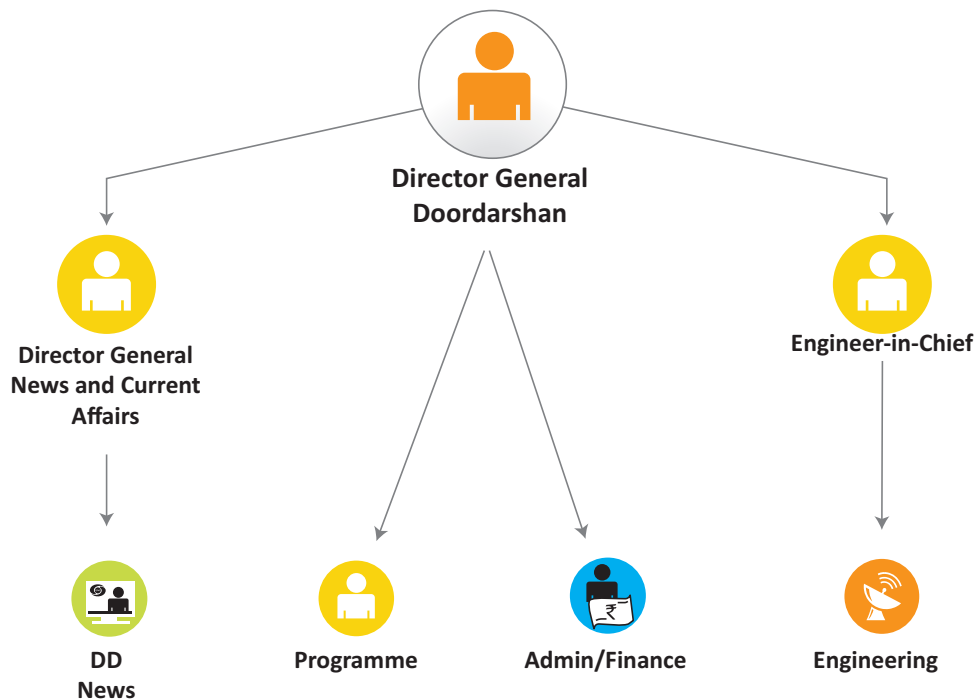 Director General
Doordarshan
Director General
News and Current
Affairs
Engineer-in-Chief
DD
News
Programme
₹
Admin/Finance
Engineering